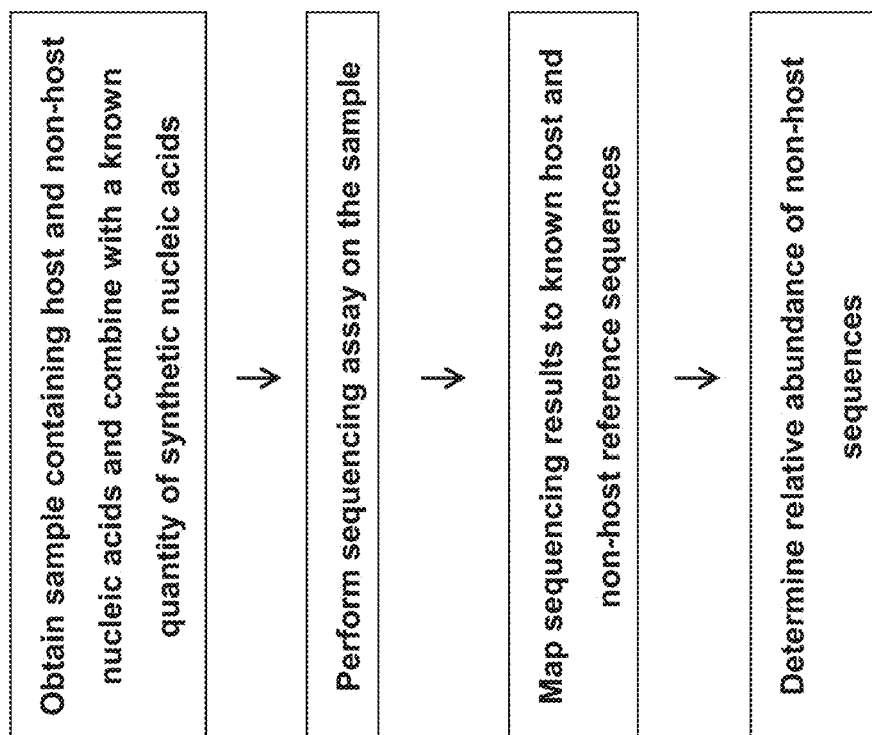 Obtain sample containing host and non-host
nucleic acids and combine with a known
quantity of synthetic nucleic acids
Perform sequencing assay on the sample
Map sequencing results to known host and
non-host reference sequences
Determine relative abundance of non-host
sequences